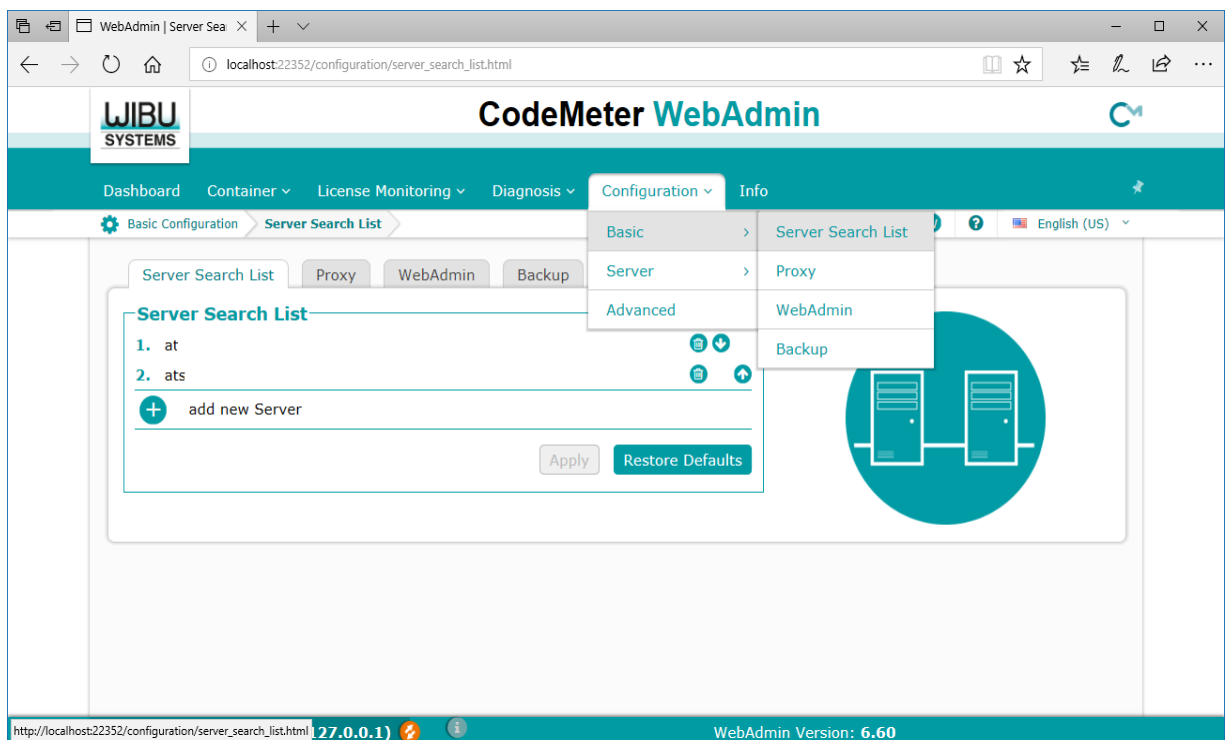 WebAdmin | Server Sea
localhost:22352/configuration/server_search_list.html
WIBU
SYSTEMS
CodeMeter WebAdmin
Dashboard Container License Monitoring Diagnosis Configuration Info
Basic Configuration Server Search List English (US)
Basic Server Search List
Server Proxy
Advanced WebAdmin
Backup
Server Search List Proxy WebAdmin Backup
Server Search List
1. at
2. ats
add new Server
Apply Restore Defaults
http://localhost:22352/configuration/server_search_list.html 127.0.0.1) WebAdmin Version: 6.60